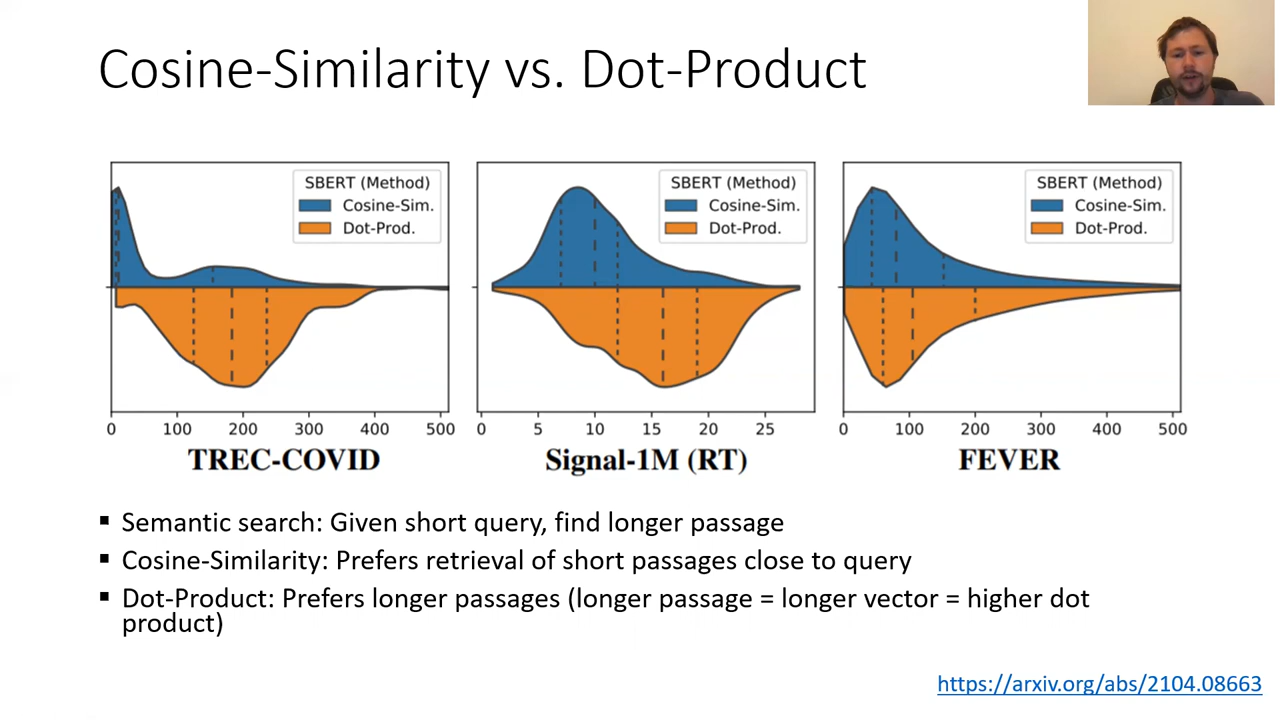 Cosine-Similarity vs. Dot-Product
SBERT (Method)
Cosine-Sim.
Dot-Prod.
0 100 200 300 400 500
TREC-COVID
SBERT (Method)
Cosine-Sim.
Dot-Prod.
0 5 10 15 20 25
Signal-1M (RT)
SBERT (Method)
Cosine-Sim.
Dot-Prod.
0 100 200 300 400 500
FEVER
▪ Semantic search: Given short query, find longer passage
▪ Cosine-Similarity: Prefers retrieval of short passages close to query
▪ Dot-Product: Prefers longer passages (longer passage = longer vector = higher dot
product)
https://arxiv.org/abs/2104.08663